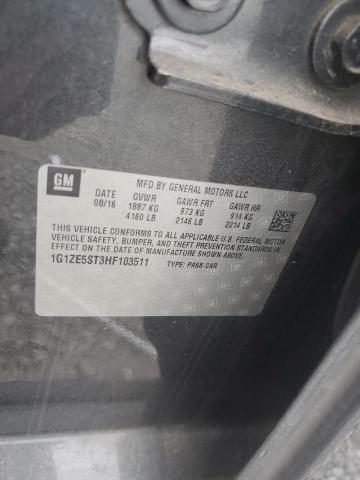 GM
MFD BY GENERAL MOTORS LLC
DATE GVWR GAWR FRT GAWR RR
08/16 1887 KG 973 KG 914 KG
4160 LB 2146 LB 2014 LB
THIS VEHICLE CONFORMS TO ALL APPLICABLE U.S. FEDERAL MOTOR
VEHICLE SAFETY, BUMPER, AND THEFT PREVENTION STANDARDS IN
EFFECT ON THE DATE OF MANUFACTURE SHOWN ABOVE.
1G1ZE5ST3HF103511 TYPE: PASS CAR